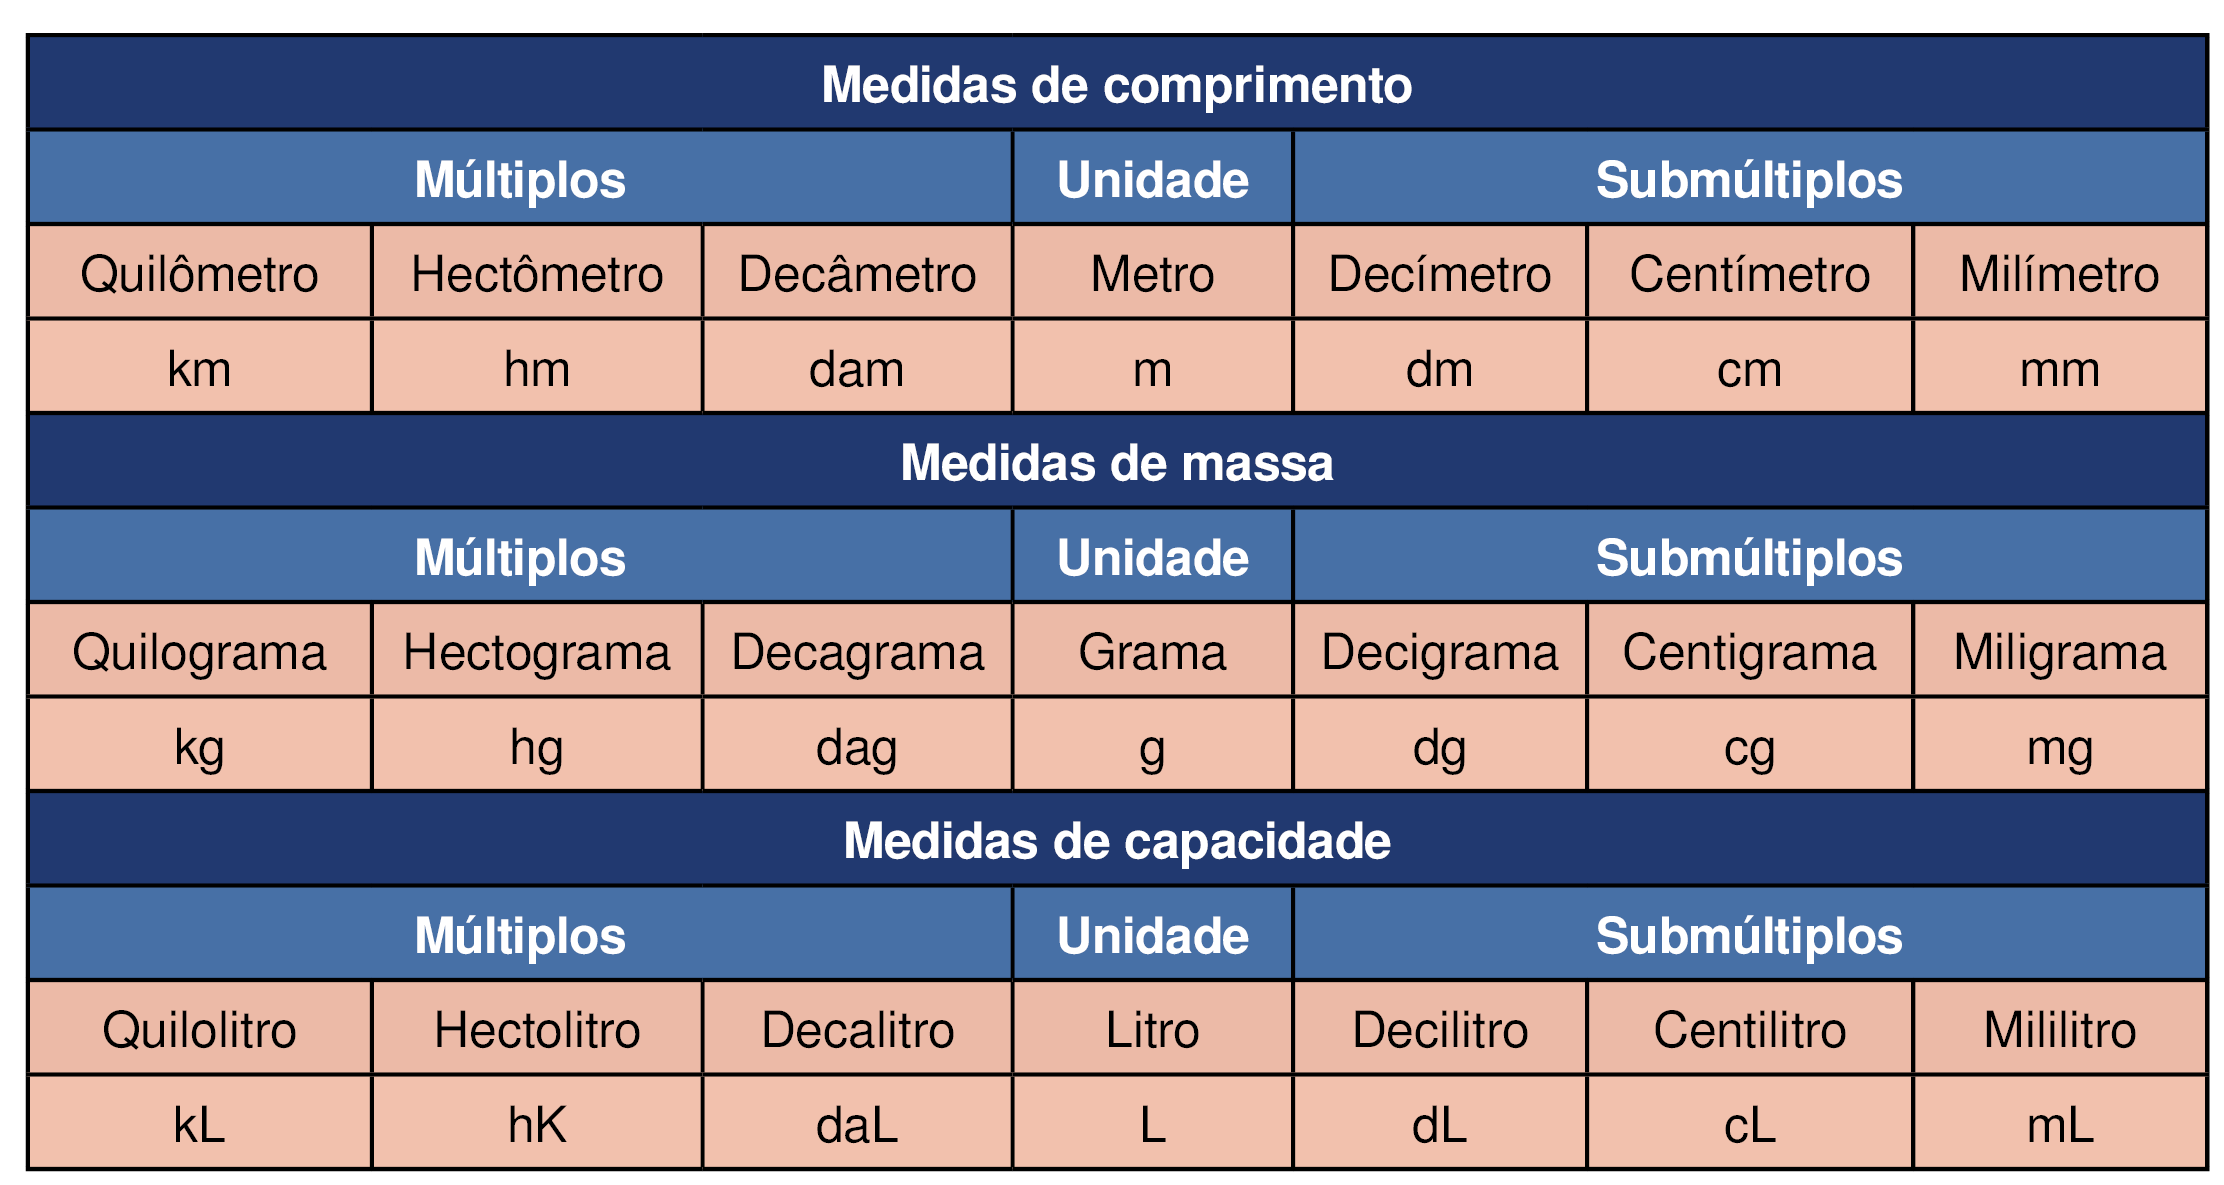 Medidas de comprimento
Múltiplos Unidade Submúltiplos
Quilômetro Hectômetro Decâmetro Metro Decímetro Centímetro Milímetro
km hm dam m dm cm mm
Medidas de massa
Múltiplos Unidade Submúltiplos
Quilograma Hectograma Decagrama Grama Decigrama Centigrama Miligrama
kg hg dag g dg cg mg
Medidas de capacidade
Múltiplos Unidade Submúltiplos
Quilolitro Hectolitro Decalitro Litro Decilitro Centilitro Mililitro
kL hK daL L dL cL mL